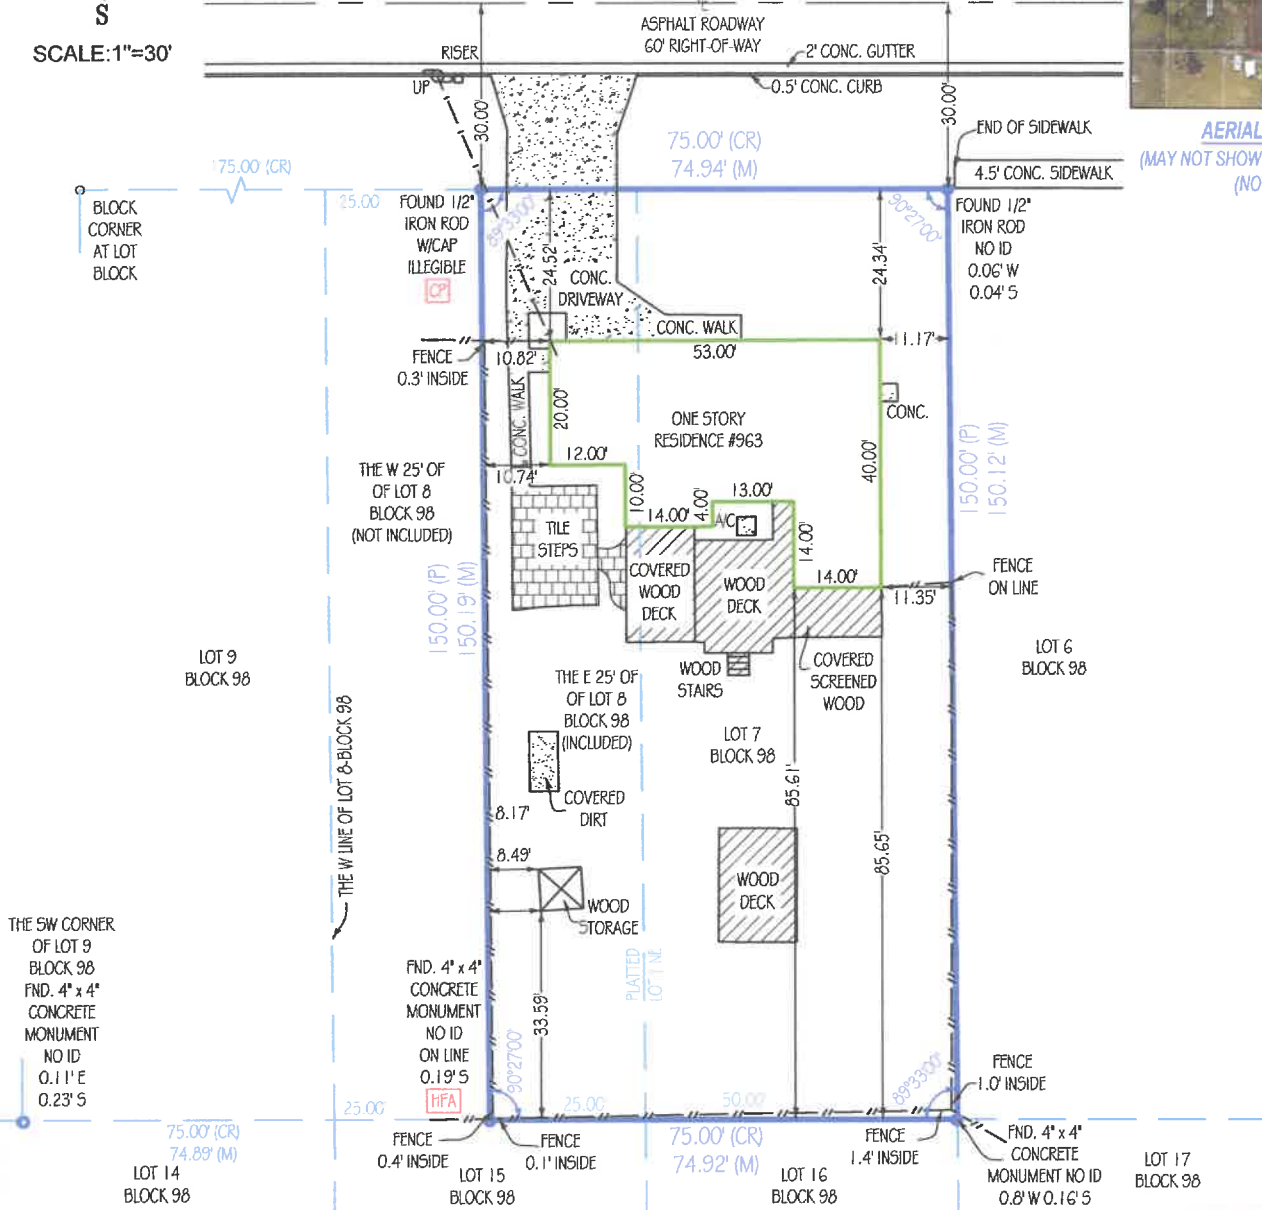 S
SCALE:1"=30'
ASPHALT ROADWAY
60' RIGHT-OF-WAY
RISER
UP
2' CONC. GUTTER
0.5' CONC. CURB
30.00'
30.00'
75.00' (CR)
74.94' (M)
END OF SIDEWALK
4.5' CONC. SIDEWALK
AERIAL
(MAY NOT SHOW
(NO
175.00' (CR)
25.00'
BLOCK
CORNER
AT LOT
BLOCK
FOUND 1/2"
IRON ROD
W/CAP
ILLEGIBLE
CP
89°33'00"
90°27'00"
FOUND 1/2"
IRON ROD
NO ID
0.06' W
0.04' S
24.52'
24.34'
CONC.
DRIVEWAY
CONC. WALK
53.00'
10.82'
11.17'
FENCE
0.3' INSIDE
CONC. WALK
20.00'
ONE STORY
RESIDENCE #963
CONC.
40.00'
12.00'
10.74'
THE W 25' OF
OF LOT 8
BLOCK 98
(NOT INCLUDED)
10.00'
14.00'
4.00'
13.00'
A/C
14.00'
14.00'
TILE
STEPS
COVERED
WOOD
DECK
WOOD
DECK
11.35'
FENCE
ON LINE
150.00' (P)
150.12' (M)
150.00' (P)
150.19' (M)
LOT 9
BLOCK 98
LOT 6
BLOCK 98
WOOD
STAIRS
COVERED
SCREENED
WOOD
THE E 25' OF
OF LOT 8
BLOCK 98
(INCLUDED)
LOT 7
BLOCK 98
THE W LINE OF LOT 8-BLOCK 98
COVERED
DIRT
8.17'
8.49'
85.61'
85.65'
WOOD
STORAGE
WOOD
DECK
33.59'
PLATTED
LOT LINE
THE SW CORNER
OF LOT 9
BLOCK 98
FND. 4" x 4"
CONCRETE
MONUMENT
NO ID
0.11' E
0.23' S
FND. 4" x 4"
CONCRETE
MONUMENT
NO ID
ON LINE
0.19' S
HFA
90°27'00"
89°33'00"
FENCE
1.0' INSIDE
25.00'
25.00'
50.00'
75.00' (CR)
74.89' (M)
FENCE
0.4' INSIDE
FENCE
0.1' INSIDE
75.00' (CR)
74.92' (M)
FENCE
1.4' INSIDE
FND. 4" x 4"
CONCRETE
MONUMENT NO ID
0.8' W 0.16' S
LOT 14
BLOCK 98
LOT 15
BLOCK 98
LOT 16
BLOCK 98
LOT 17
BLOCK 98